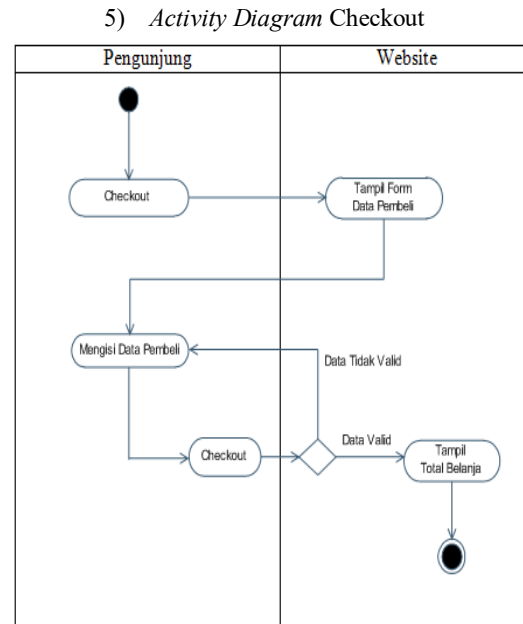 5) Activity Diagram Checkout
Pengunjung
Website
Checkout
Tampil Form
Data Pembeli
Mengisi Data Pembeli
Data Tidak Valid
Checkout
Data Valid
Tampil
Total Belanja